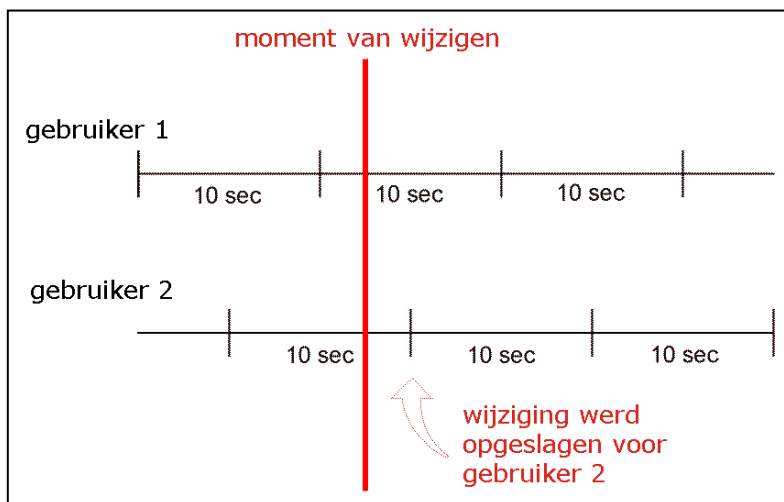 moment van wijzigen
gebruiker 1
10 sec
10 sec
10 sec
gebruiker 2
10 sec
10 sec
10 sec
wijziging werd
opgeslagen voor
gebruiker 2